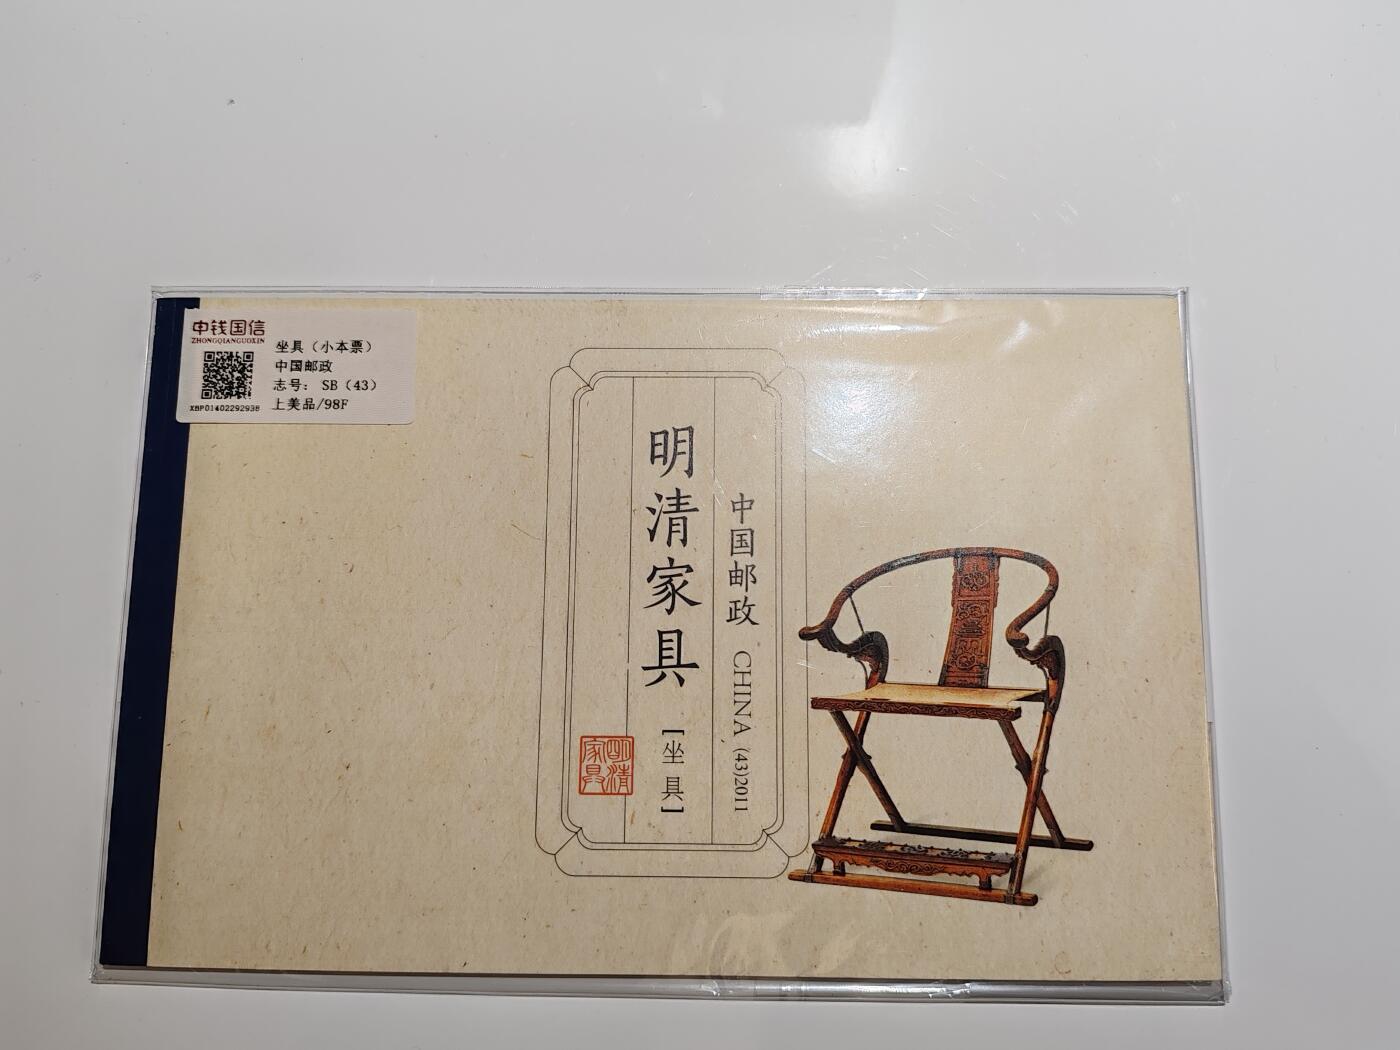 中钱国信
ZHONGQIANGUOXIN
坐具（小本票）
中国邮政
志号： SB（43）
上美品/98F
XBP01402292938
中国邮政 CHINA (43)2011
明清家具 [坐具]
明清家具